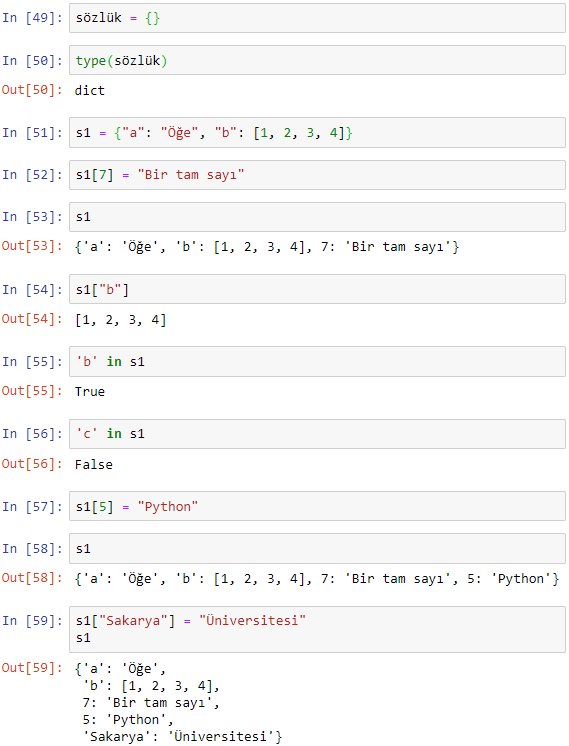 In [49]: sözlük = {}
In [50]: type(sözlük)
Out[50]: dict
In [51]: s1 = {"a": "Öğe", "b": [1, 2, 3, 4]}
In [52]: s1[7] = "Bir tam sayı"
In [53]: s1
Out[53]: {'a': 'Öğe', 'b': [1, 2, 3, 4], 7: 'Bir tam sayı'}
In [54]: s1["b"]
Out[54]: [1, 2, 3, 4]
In [55]: 'b' in s1
Out[55]: True
In [56]: 'c' in s1
Out[56]: False
In [57]: s1[5] = "Python"
In [58]: s1
Out[58]: {'a': 'Öğe', 'b': [1, 2, 3, 4], 7: 'Bir tam sayı', 5: 'Python'}
In [59]: s1["Sakarya"] = "Üniversitesi"
s1
Out[59]: {'a': 'Öğe',
'b': [1, 2, 3, 4],
7: 'Bir tam sayı',
5: 'Python',
'Sakarya': 'Üniversitesi'}